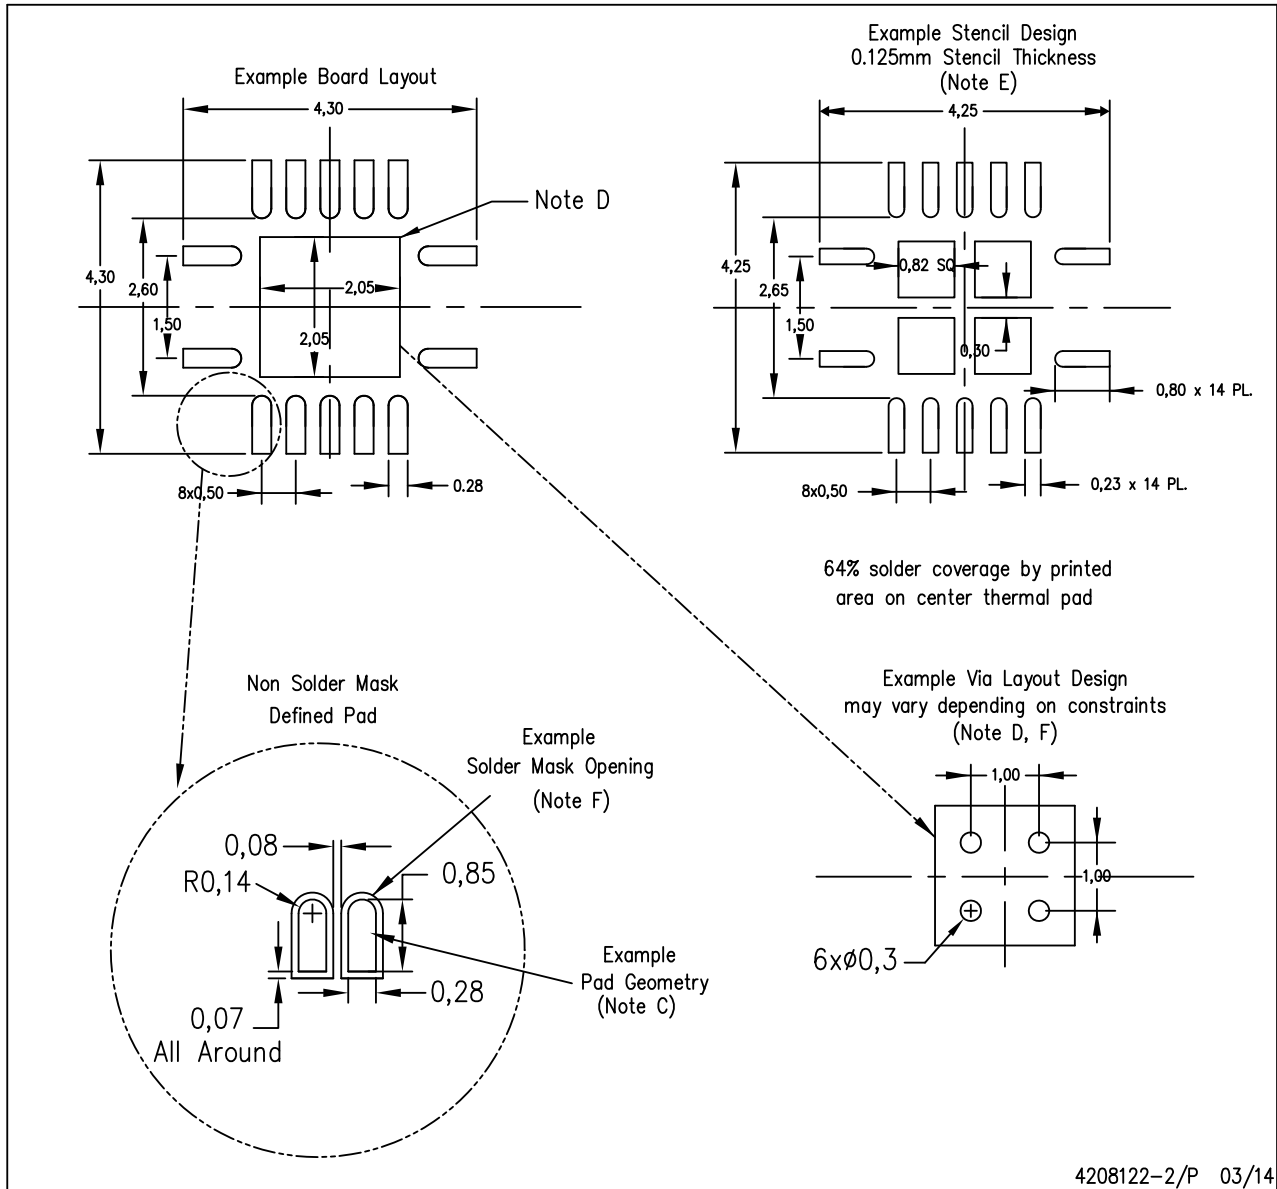 Example Board Layout
4,30
Note D
4,30
2,60
1,50
2,05
2,05
8x0,50
0.28
Example Stencil Design
0.125mm Stencil Thickness
(Note E)
4,25
4,25
2,65
1,50
0,82 SQ
0,30
0,80 x 14 PL.
8x0,50
0,23 x 14 PL.
64% solder coverage by printed
area on center thermal pad
Non Solder Mask
Defined Pad
Example
Solder Mask Opening
(Note F)
0,08
R0,14
0,85
0,28
0,07
All Around
Example
Pad Geometry
(Note C)
Example Via Layout Design
may vary depending on constraints
(Note D, F)
1,00
1,00
6xø0,3
4208122-2/P 03/14